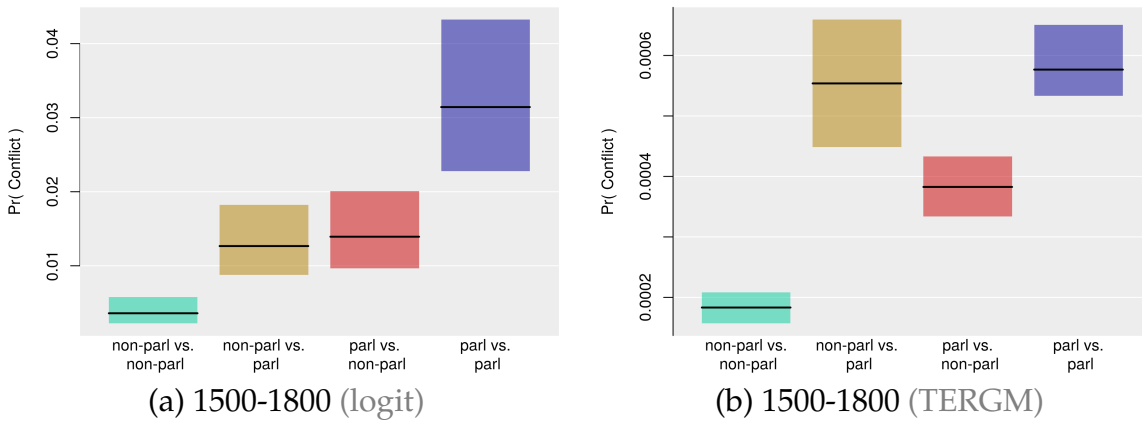 Pr( Conflict )
0.04
0.03
0.02
0.01
non-parl vs.
non-parl
non-parl vs.
parl
parl vs.
non-parl
parl vs.
parl
(a) 1500-1800 (logit)
Pr( Conflict )
0.0006
0.0004
0.0002
non-parl vs.
non-parl
non-parl vs.
parl
parl vs.
non-parl
parl vs.
parl
(b) 1500-1800 (TERGM)